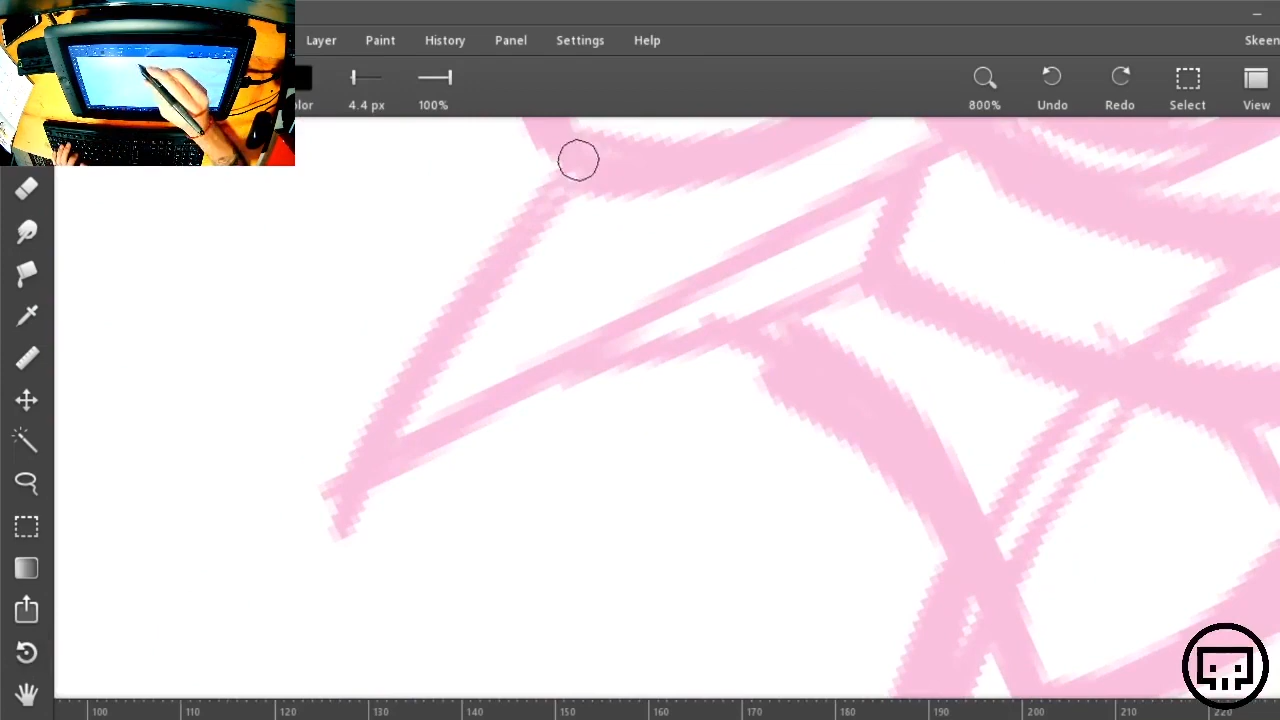 Layer Paint History Panel Settings Help Skeen
olor 4.4 px 100% 800% Undo Redo Select View
100 110 120 130 140 150 160 170 180 190 200 210 220